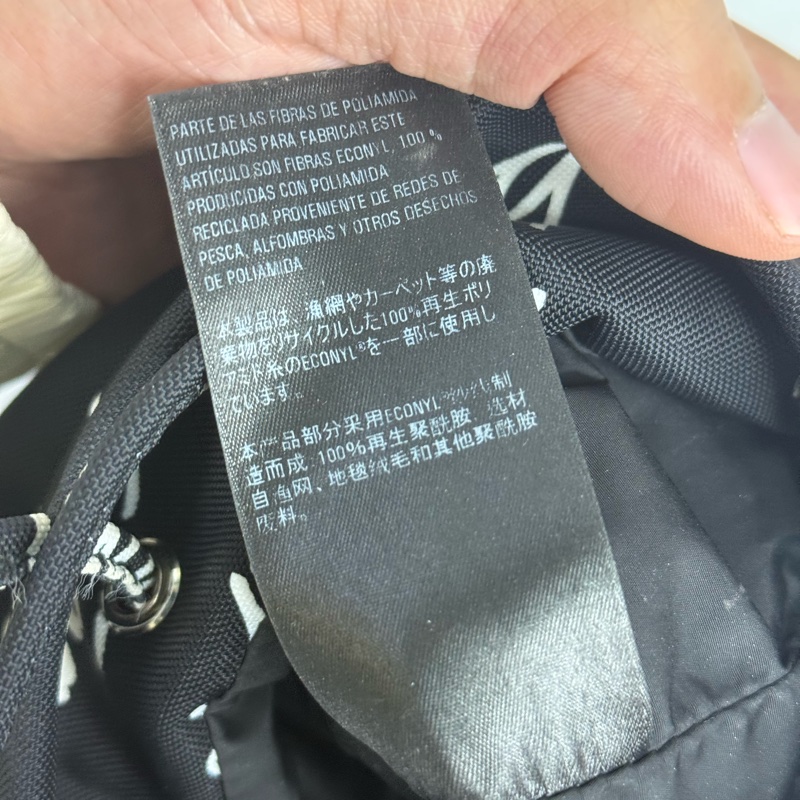 PARTE DE LAS FIBRAS DE POLIAMIDA
UTILIZADAS PARA FABRICAR ESTE
ARTÍCULO SON FIBRAS ECONYL 100 %
PRODUCIDAS CON POLIAMIDA
RECICLADA PROVENIENTE DE REDES DE
PESCA, ALFOMBRAS Y OTROS DESECHOS
DE POLIAMIDA
本製品は、漁網やカーペット等の廃
棄物をリサイクルした100%再生ポリ
アミド糸のECONYL®を一部に使用し
ています。
本产品部分采用ECONYL 制
造而成, 100%再生聚酰胺, 选材
自渔网、地毯绒毛和其他聚酰胺
废料。